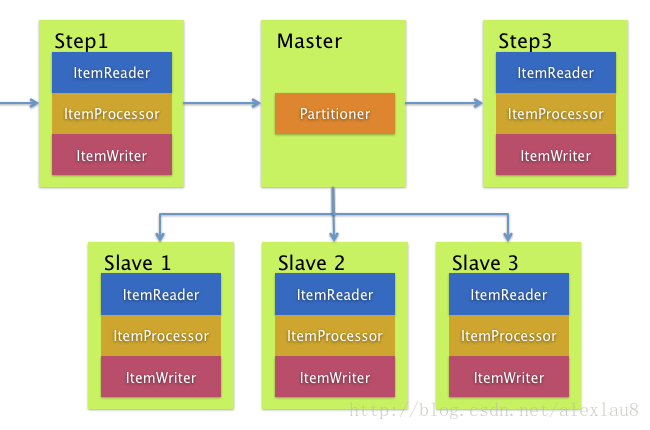 Step1
ItemReader
ItemProcessor
ItemWriter
Master
Partitioner
Step3
ItemReader
ItemProcessor
ItemWriter
Slave 1
ItemReader
ItemProcessor
ItemWriter
Slave 2
ItemReader
ItemProcessor
ItemWriter
Slave 3
ItemReader
ItemProcessor
ItemWriter
http://blog.csdn.net/alexlau8